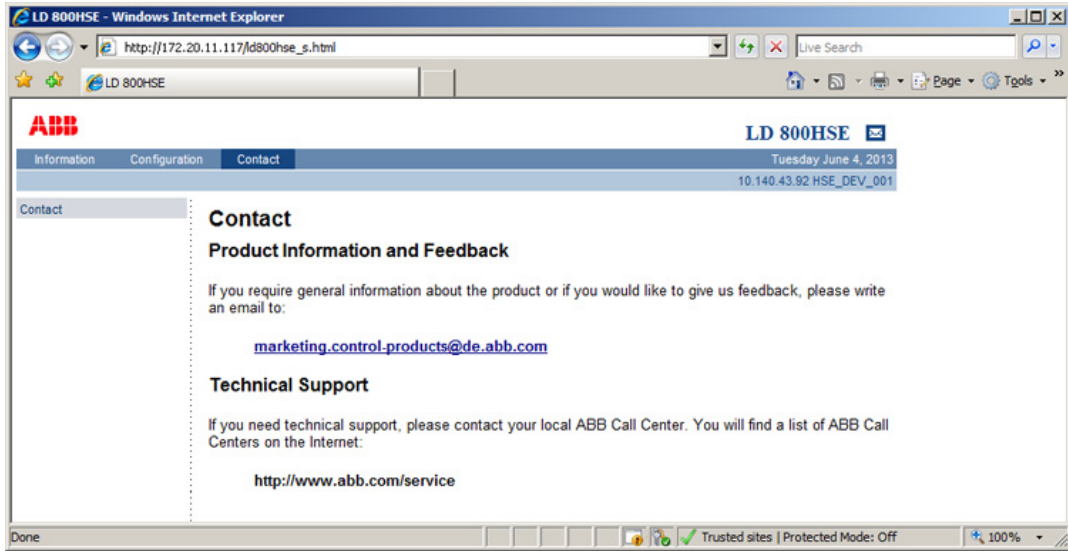 LD 800HSE - Windows Internet Explorer
http://172.20.11.117/ld800hse_s.html
Live Search
LD 800HSE
Page
Tools
ABB
LD 800HSE
Information Configuration Contact
Tuesday June 4, 2013
10.140.43.92 HSE_DEV_001
Contact
Contact
Product Information and Feedback
If you require general information about the product or if you would like to give us feedback, please write
an email to:
marketing.control-products@de.abb.com
Technical Support
If you need technical support, please contact your local ABB Call Center. You will find a list of ABB Call
Centers on the Internet:
http://www.abb.com/service
Done
Trusted sites | Protected Mode: Off
100%